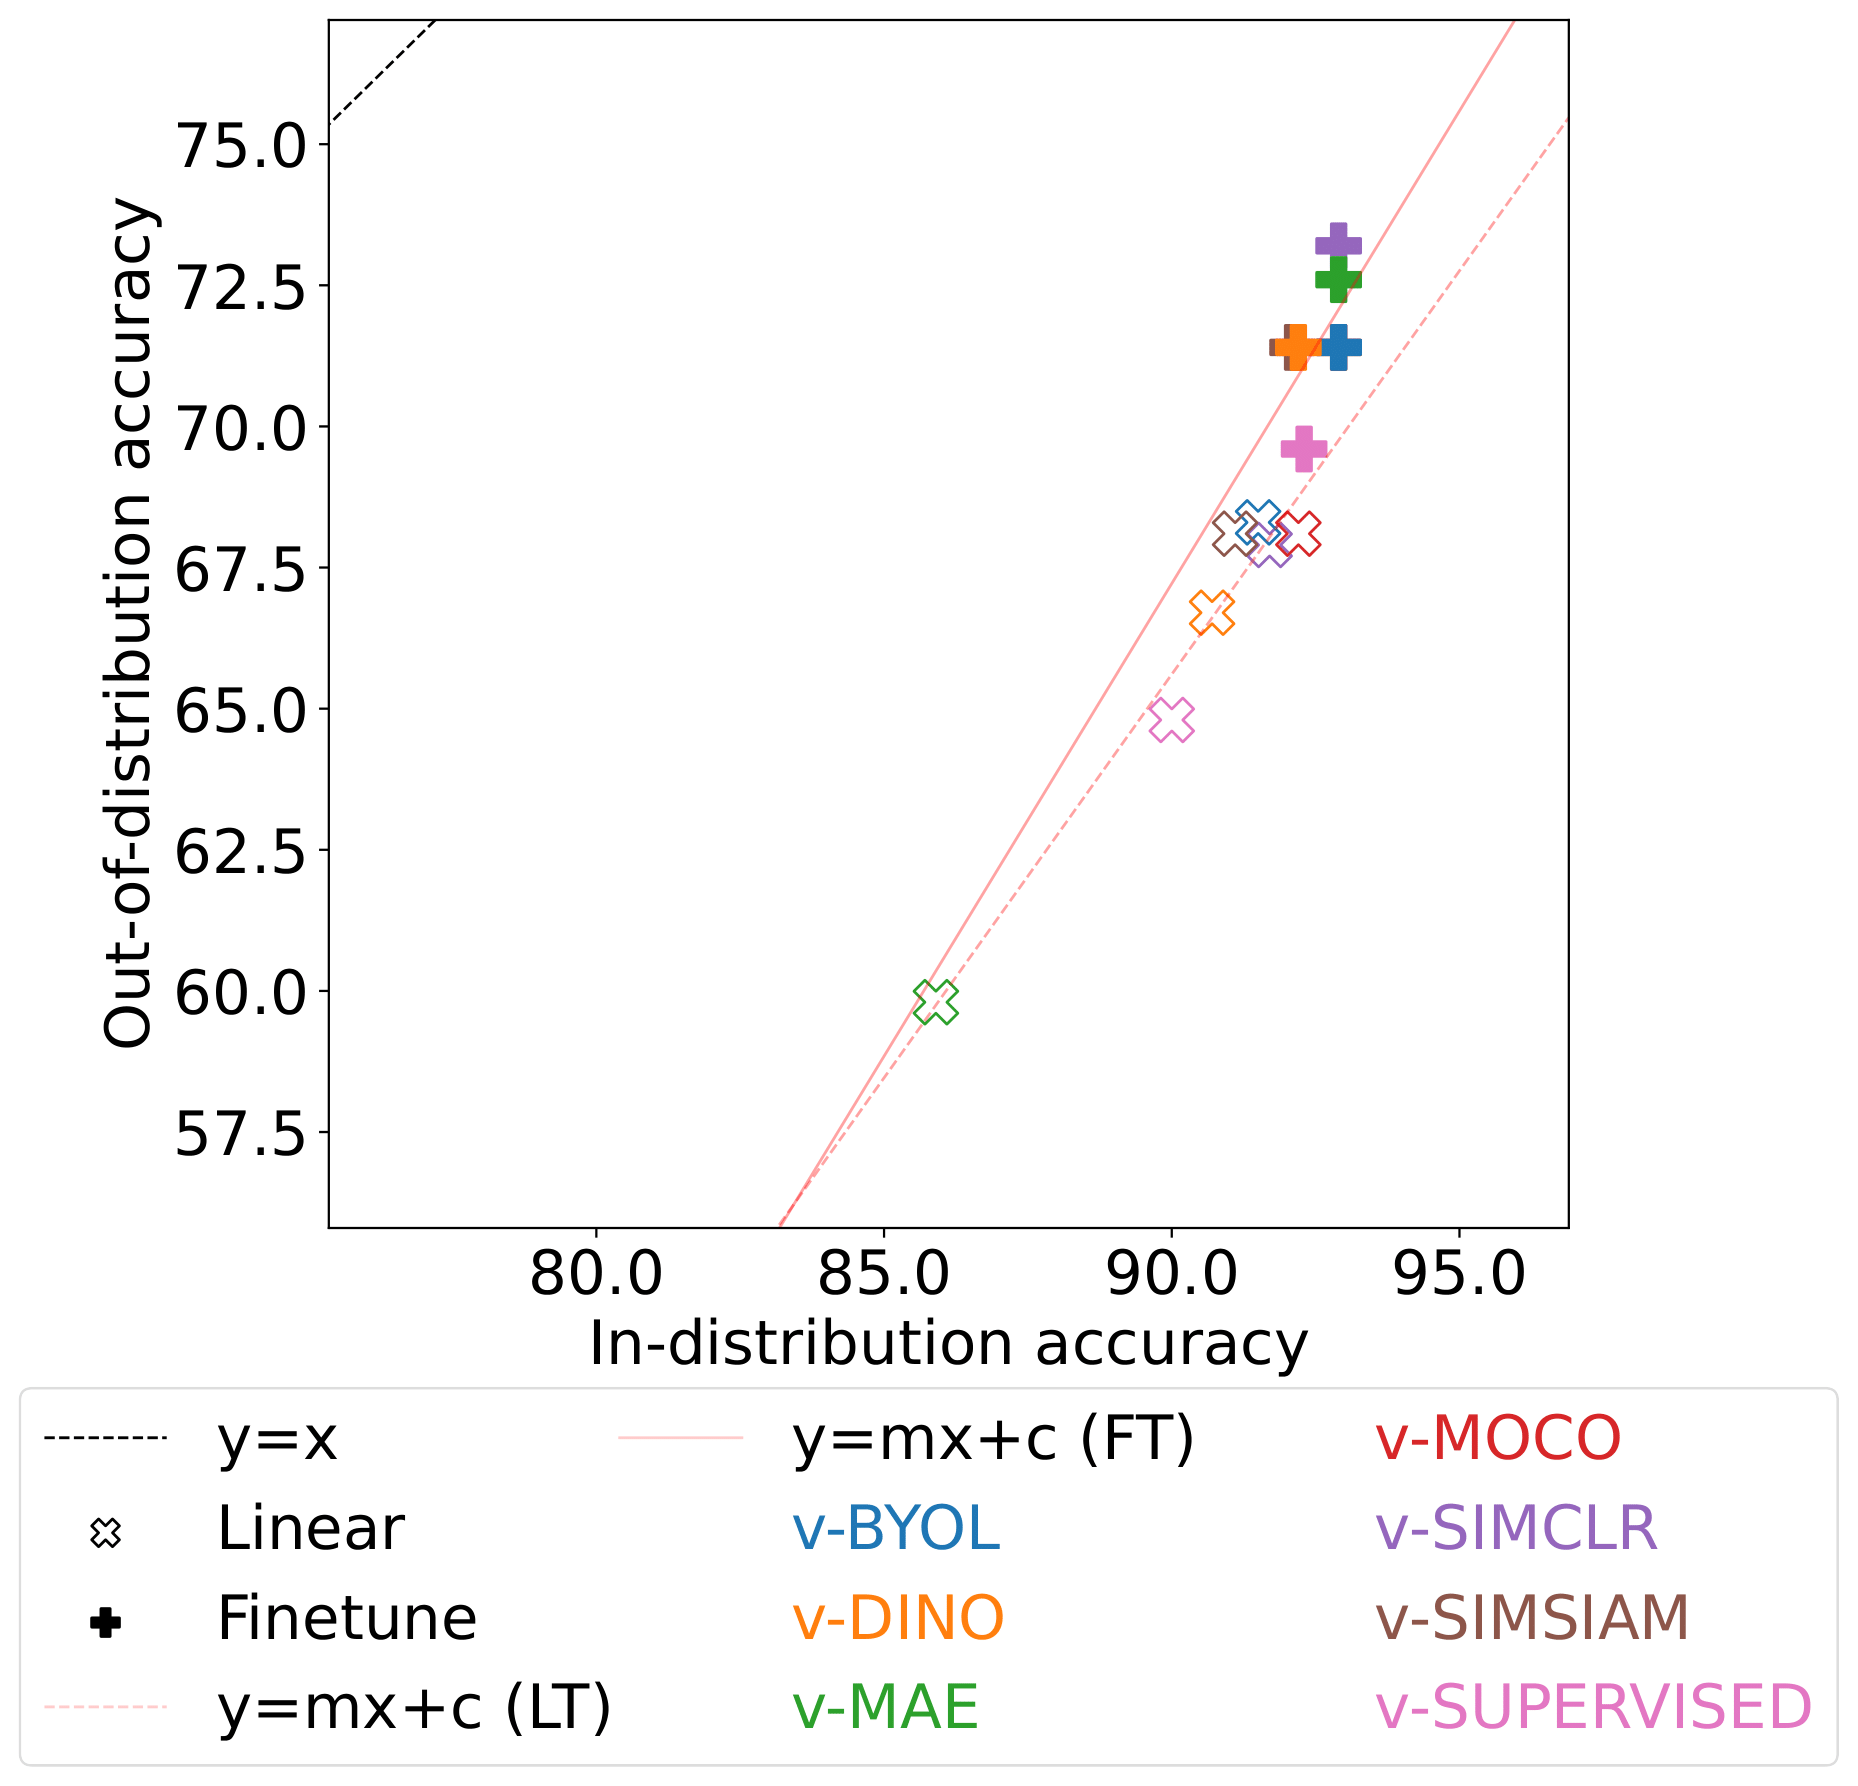 Out-of-distribution accuracy
75.0
72.5
70.0
67.5
65.0
62.5
60.0
57.5
80.0 85.0 90.0 95.0
In-distribution accuracy
y=x
Linear
Finetune
y=mx+c (LT)
y=mx+c (FT)
v-BYOL
v-DINO
v-MAE
v-MOCO
v-SIMCLR
v-SIMSIAM
v-SUPERVISED